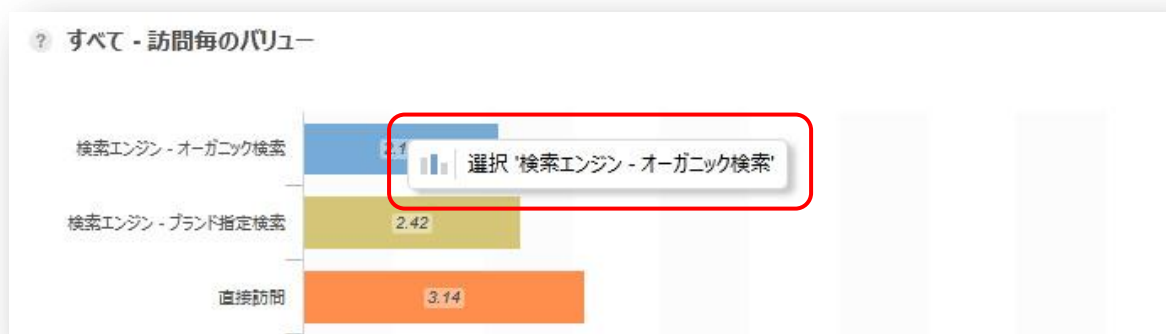 ? すべて - 訪問毎のバリュー
検索エンジン - オーガニック検索
選択 '検索エンジン - オーガニック検索'
検索エンジン - ブランド指定検索
2.42
直接訪問
3.14